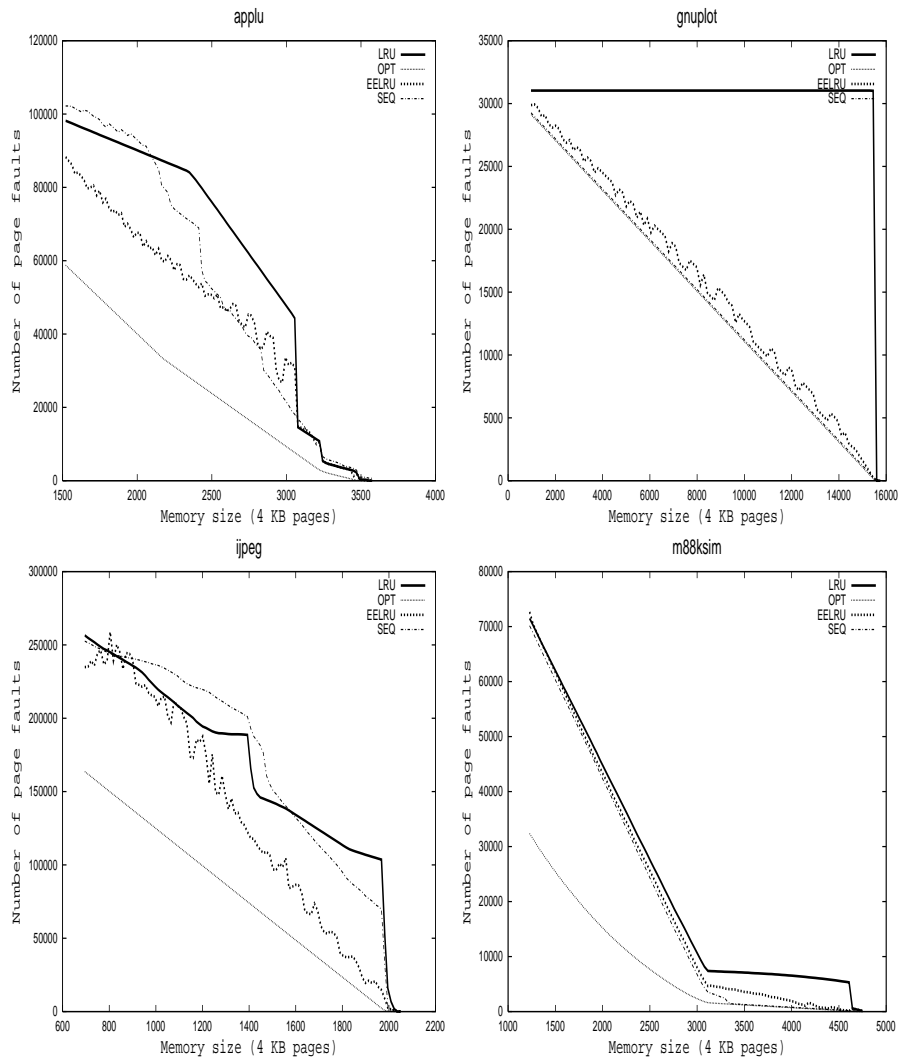 applu
120000
100000
80000
60000
40000
20000
0
Number of page faults
LRU
OPT
EELRU
SEQ
1500 2000 2500 3000 3500 4000
Memory size (4 KB pages)
gnuplot
35000
30000
25000
20000
15000
10000
5000
0
Number of page faults
LRU
OPT
EELRU
SEQ
0 2000 4000 6000 8000 10000 12000 14000 16000
Memory size (4 KB pages)
ijpeg
300000
250000
200000
150000
100000
50000
0
Number of page faults
LRU
OPT
EELRU
SEQ
600 800 1000 1200 1400 1600 1800 2000 2200
Memory size (4 KB pages)
m88ksim
80000
70000
60000
50000
40000
30000
20000
10000
0
Number of page faults
LRU
OPT
EELRU
SEQ
1000 1500 2000 2500 3000 3500 4000 4500 5000
Memory size (4 KB pages)